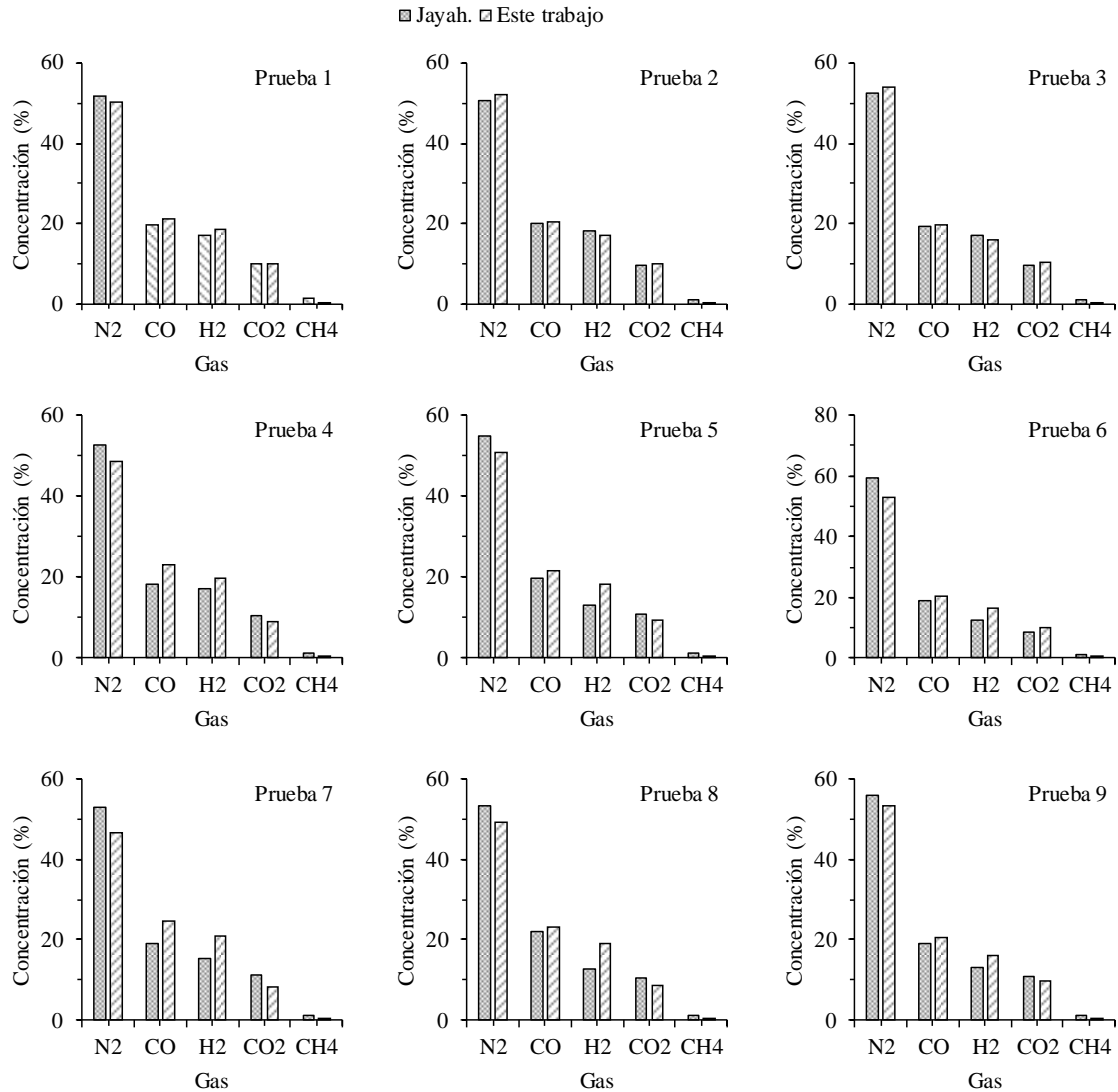 Jayah. Este trabajo
Prueba 1
Concentración (%)
60
40
20
0
N2 CO H2 CO2 CH4
Gas
Prueba 2
Concentración (%)
60
40
20
0
N2 CO H2 CO2 CH4
Gas
Prueba 3
Concentración (%)
60
40
20
0
N2 CO H2 CO2 CH4
Gas
Prueba 4
Concentración (%)
60
40
20
0
N2 CO H2 CO2 CH4
Gas
Prueba 5
Concentración (%)
60
40
20
0
N2 CO H2 CO2 CH4
Gas
Prueba 6
Concentración (%)
80
60
40
20
0
N2 CO H2 CO2 CH4
Gas
Prueba 7
Concentración (%)
60
40
20
0
N2 CO H2 CO2 CH4
Gas
Prueba 8
Concentración (%)
60
40
20
0
N2 CO H2 CO2 CH4
Gas
Prueba 9
Concentración (%)
60
40
20
0
N2 CO H2 CO2 CH4
Gas